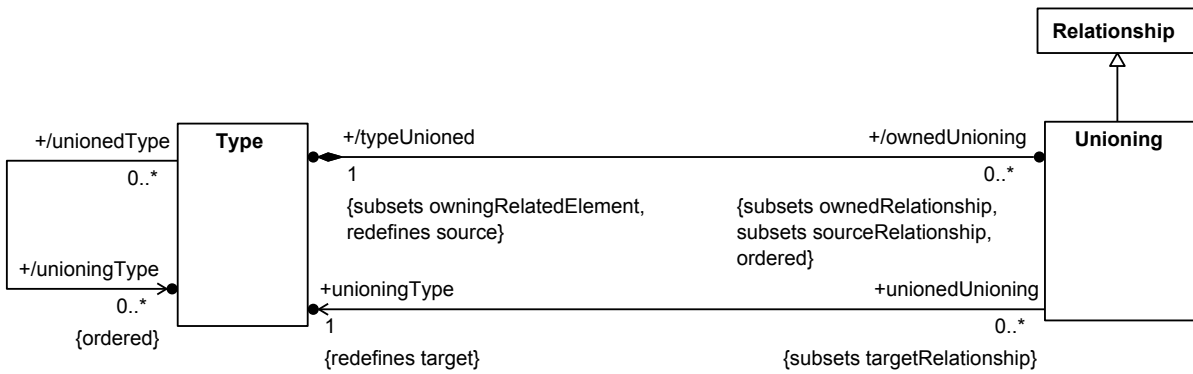 Relationship
+/unionedType
Type
+/typeUnioned
+/ownedUnioning
Unioning
0..*
1
0..*
{subsets owningRelatedElement,
redefines source}
{subsets ownedRelationship,
subsets sourceRelationship,
ordered}
+/unioningType
+unioningType
+unionedUnioning
0..*
1
0..*
{ordered}
{redefines target}
{subsets targetRelationship}